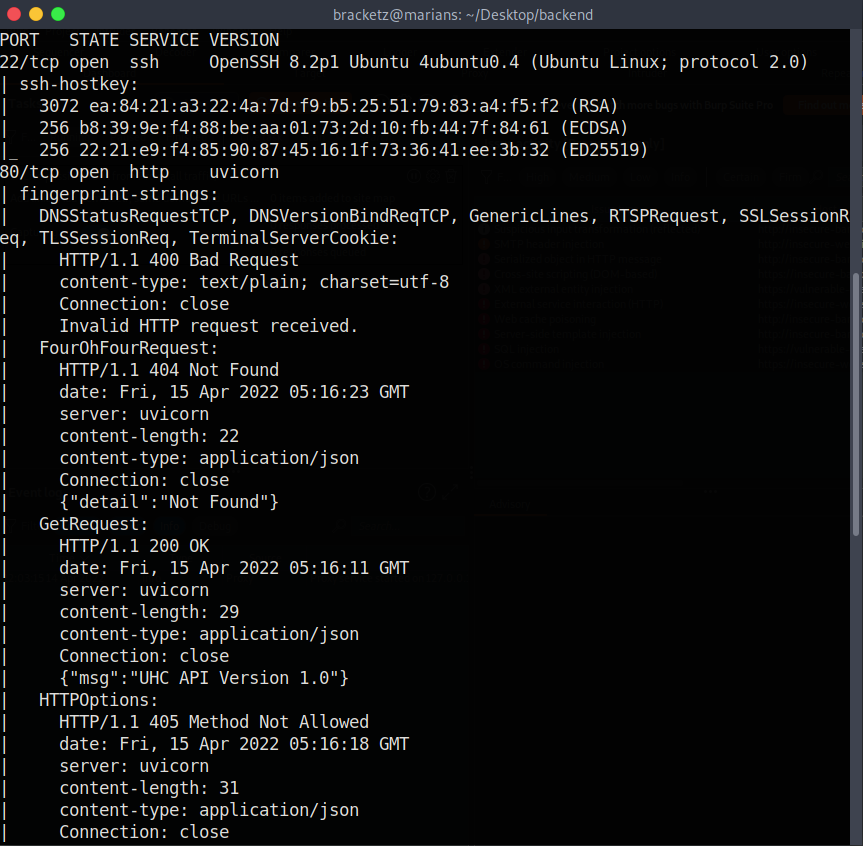 bracketz@marians: ~/Desktop/backend
PORT   STATE SERVICE VERSION
22/tcp open  ssh     OpenSSH 8.2p1 Ubuntu 4ubuntu0.4 (Ubuntu Linux; protocol 2.0)
| ssh-hostkey:
|   3072 ea:84:21:a3:22:4a:7d:f9:b5:25:51:79:83:a4:f5:f2 (RSA)
|   256 b8:39:9e:f4:88:be:aa:01:73:2d:10:fb:44:7f:84:61 (ECDSA)
|_  256 22:21:e9:f4:85:90:87:45:16:1f:73:36:41:ee:3b:32 (ED25519)
80/tcp open  http    uvicorn
| fingerprint-strings:
|   DNSStatusRequestTCP, DNSVersionBindReqTCP, GenericLines, RTSPRequest, SSLSessionR
eq, TLSSessionReq, TerminalServerCookie:
|     HTTP/1.1 400 Bad Request
|     content-type: text/plain; charset=utf-8
|     Connection: close
|     Invalid HTTP request received.
|   FourOhFourRequest:
|     HTTP/1.1 404 Not Found
|     date: Fri, 15 Apr 2022 05:16:23 GMT
|     server: uvicorn
|     content-length: 22
|     content-type: application/json
|     Connection: close
|     {"detail":"Not Found"}
|   GetRequest:
|     HTTP/1.1 200 OK
|     date: Fri, 15 Apr 2022 05:16:11 GMT
|     server: uvicorn
|     content-length: 29
|     content-type: application/json
|     Connection: close
|     {"msg":"UHC API Version 1.0"}
|   HTTPOptions:
|     HTTP/1.1 405 Method Not Allowed
|     date: Fri, 15 Apr 2022 05:16:18 GMT
|     server: uvicorn
|     content-length: 31
|     content-type: application/json
|     Connection: close